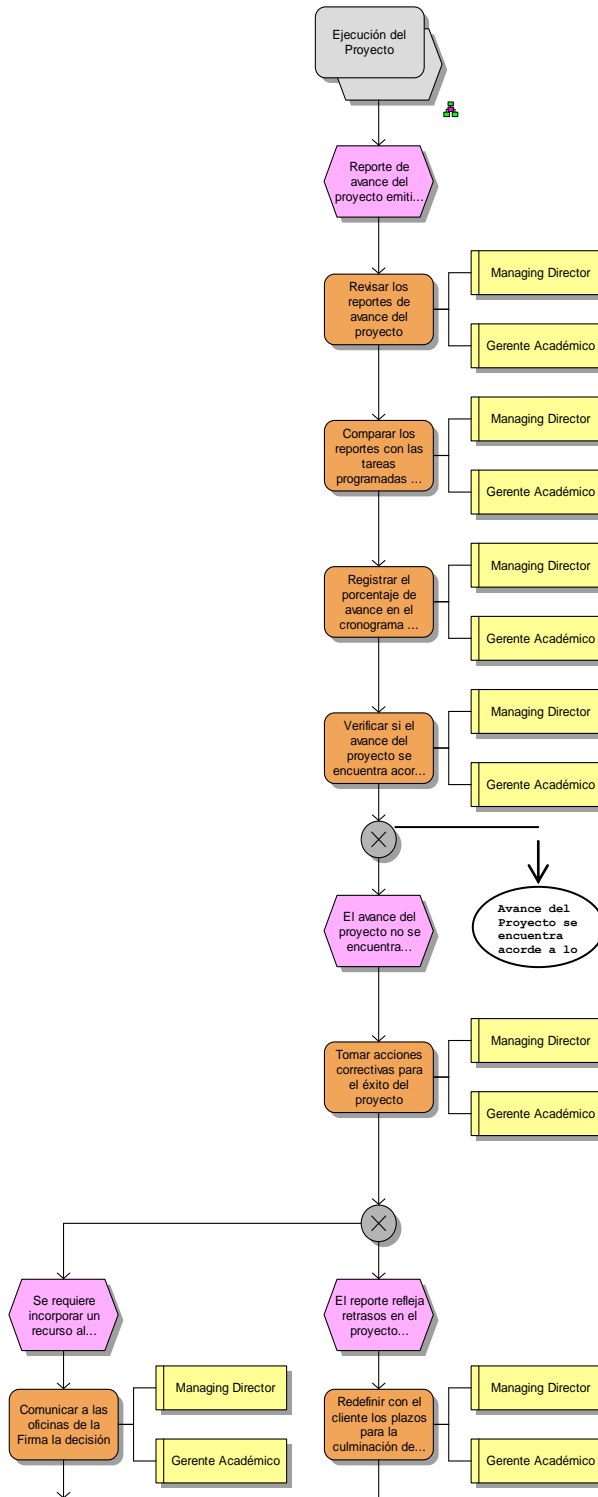 Ejecución del
Proyecto
Reporte de
avance del
proyecto emiti...
Revisar los
reportes de
avance del
proyecto
Managing Director
Gerente Académico
Comparar los
reportes con las
tareas
programadas ...
Managing Director
Gerente Académico
Registrar el
porcentaje de
avance en el
cronograma ...
Managing Director
Gerente Académico
Verificar si el
avance del
proyecto se
encuentra acor...
Managing Director
Gerente Académico
El avance del
proyecto no se
encuentra...
Avance del
Proyecto se
encuentra
acorde a lo
Tomar acciones
correctivas para
el éxito del
proyecto
Managing Director
Gerente Académico
Se requiere
incorporar un
recurso al...
El reporte refleja
retrasos en el
proyecto...
Comunicar a las
oficinas de la
Firma la decisión
Managing Director
Gerente Académico
Redefinir con el
cliente los plazos
para la
culminación de...
Managing Director
Gerente Académico